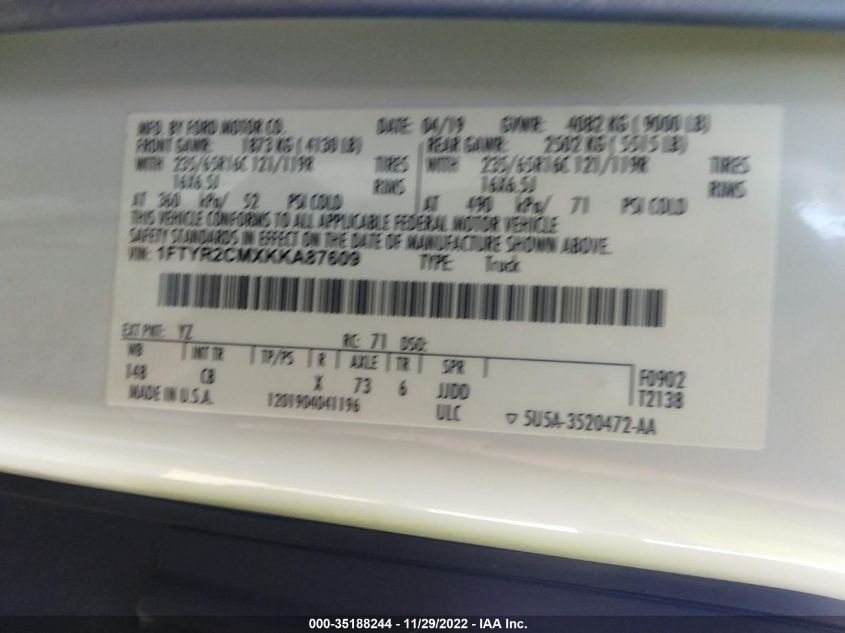 MFD. BY FORD MOTOR CO. DATE: 04/19 GVWR: 4082 KG ( 9000 LB)
FRONT GAWR: 1873 KG ( 4130 LB) REAR GAWR: 2502 KG ( 5515 LB)
WITH 235/65R16C 121/119R TIRES WITH 235/65R16C 121/119R TIRES
16X6.5J RIMS 16X6.5J RIMS
AT 360 kPa/ 52 PSI COLD AT 490 kPa/ 71 PSI COLD
THIS VEHICLE CONFORMS TO ALL APPLICABLE FEDERAL MOTOR VEHICLE
SAFETY STANDARDS IN EFFECT ON THE DATE OF MANUFACTURE SHOWN ABOVE.
VIN: 1FTYR2CMXKKA87609 TYPE: Truck
EXT PNT: YZ RC: 71 DSO:
WB INT TR TP/PS R AXLE TR SPR
148 CB X 73 6 JJDD F0902
MADE IN U.S.A. 1201904041196 ULC T2138
▽ 5U5A-3520472-AA
000-35188244 - 11/29/2022 - IAA Inc.